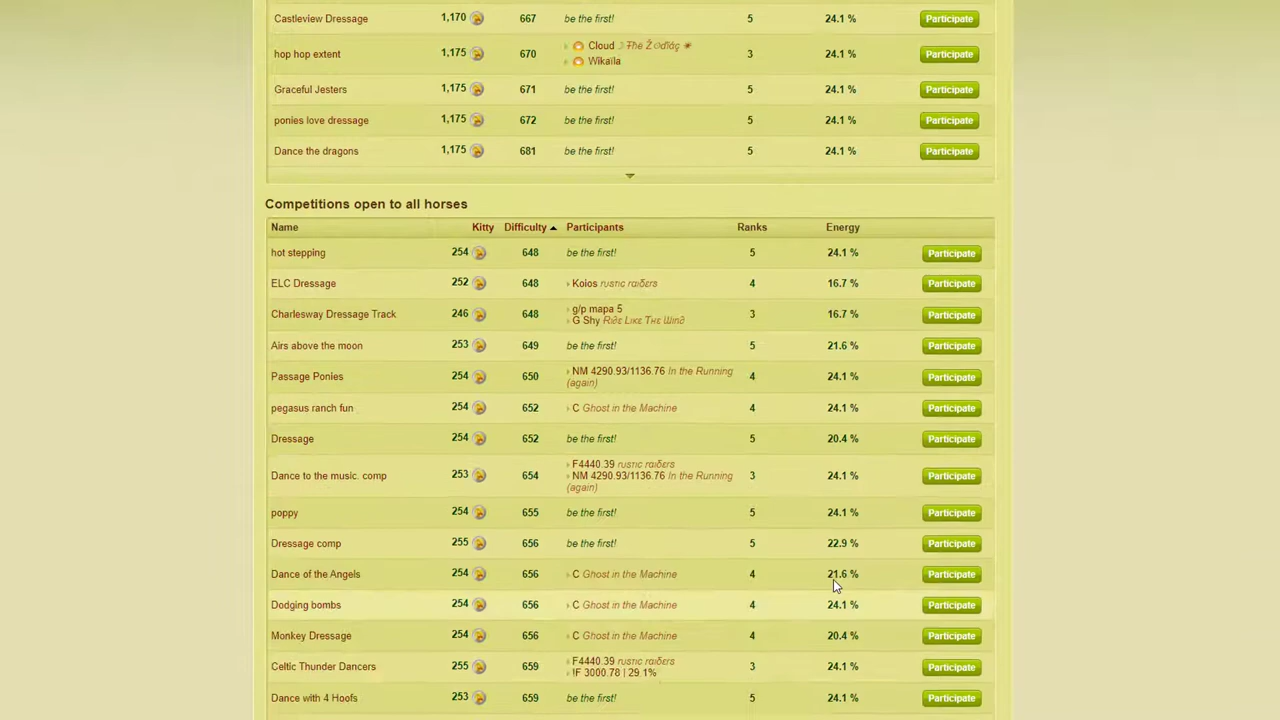 Castleview Dressage 1,170 667 be the first! 5 24.1 % Participate
hop hop extent 1,175 670 Cloud 3 24.1 % Participate
Wikaïla
Graceful Jesters 1,175 671 be the first! 5 24.1 % Participate
ponies love dressage 1,175 672 be the first! 5 24.1 % Participate
Dance the dragons 1,175 681 be the first! 5 24.1 % Participate
Competitions open to all horses
Name Kitty Difficulty Participants Ranks Energy
hot stepping 254 648 be the first! 5 24.1 % Participate
ELC Dressage 252 648 Koios rυsтιc raιδerѕ 4 16.7 % Participate
Charlesway Dressage Track 246 648 g/p mapa 5 3 16.7 % Participate
G Shy Rιde Lιke The Wιnd
Airs above the moon 253 649 be the first! 5 21.6 % Participate
Passage Ponies 254 650 NM 4290.93/1136.76 In the Running 4 24.1 % Participate
(again)
pegasus ranch fun 254 652 C Ghost in the Machine 4 24.1 % Participate
Dressage 254 652 be the first! 5 20.4 % Participate
Dance to the music. comp 253 654 F4440.39 rυsтιc raιδerѕ 3 24.1 % Participate
NM 4290.93/1136.76 In the Running
(again)
poppy 254 655 be the first! 5 24.1 % Participate
Dressage comp 255 656 be the first! 5 22.9 % Participate
Dance of the Angels 254 656 C Ghost in the Machine 4 21.6 % Participate
Dodging bombs 254 656 C Ghost in the Machine 4 24.1 % Participate
Monkey Dressage 254 656 C Ghost in the Machine 4 20.4 % Participate
Celtic Thunder Dancers 255 659 F4440.39 rυsтιc raιδerѕ 3 24.1 % Participate
!F 3000.78 | 29.1%
Dance with 4 Hoofs 253 659 be the first! 5 24.1 % Participate